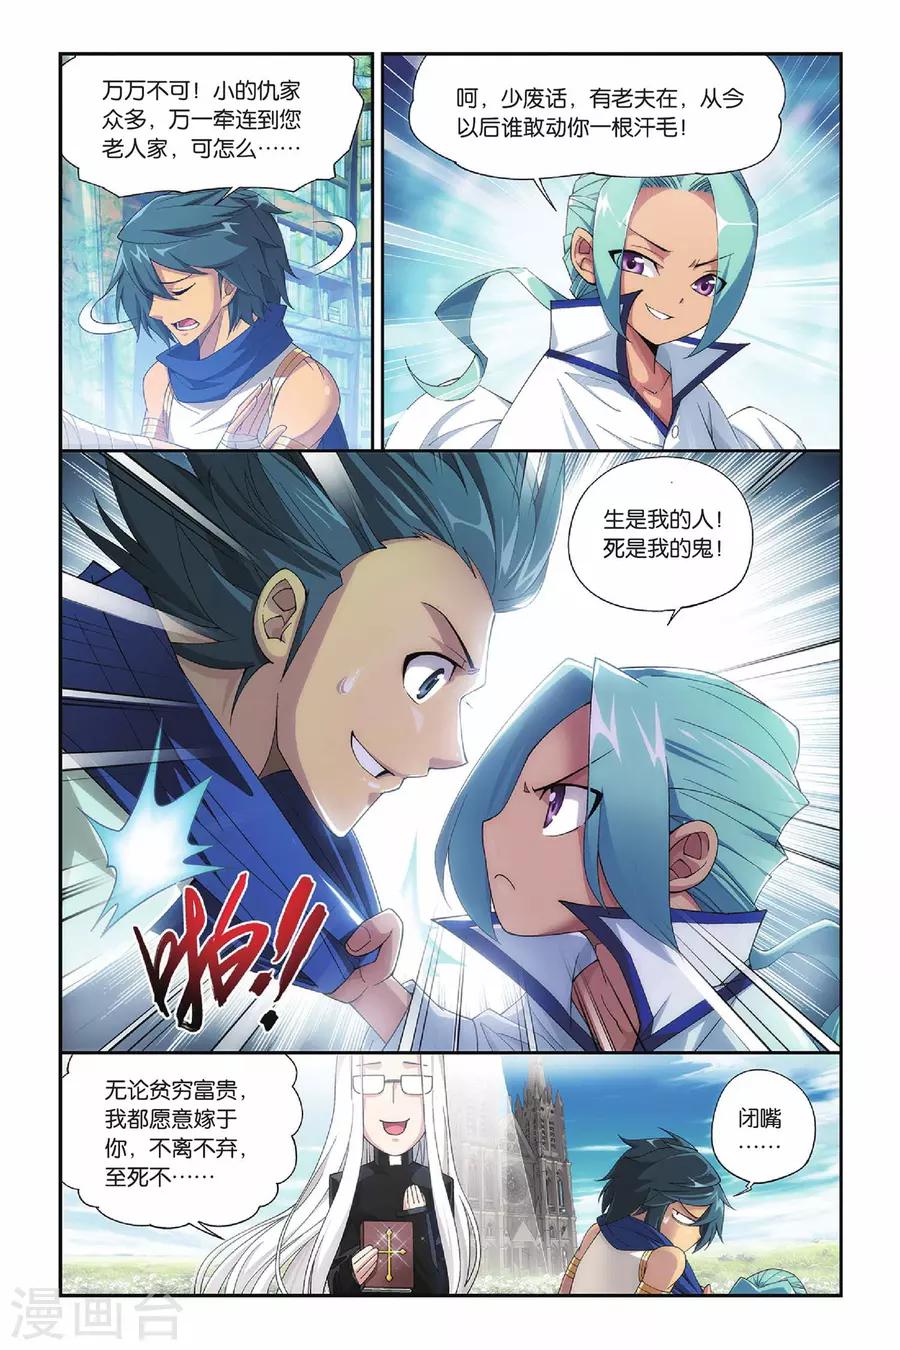 万万不可！小的仇家
众多，万一牵连到您
老人家，可怎么……
呵，少废话，有老夫在，从今
以后谁敢动你一根汗毛！
生是我的人！
死是我的鬼！
啪！！
无论贫穷富贵，
我都愿意嫁于
你，不离不弃，
至死不……
闭嘴
……
漫画台